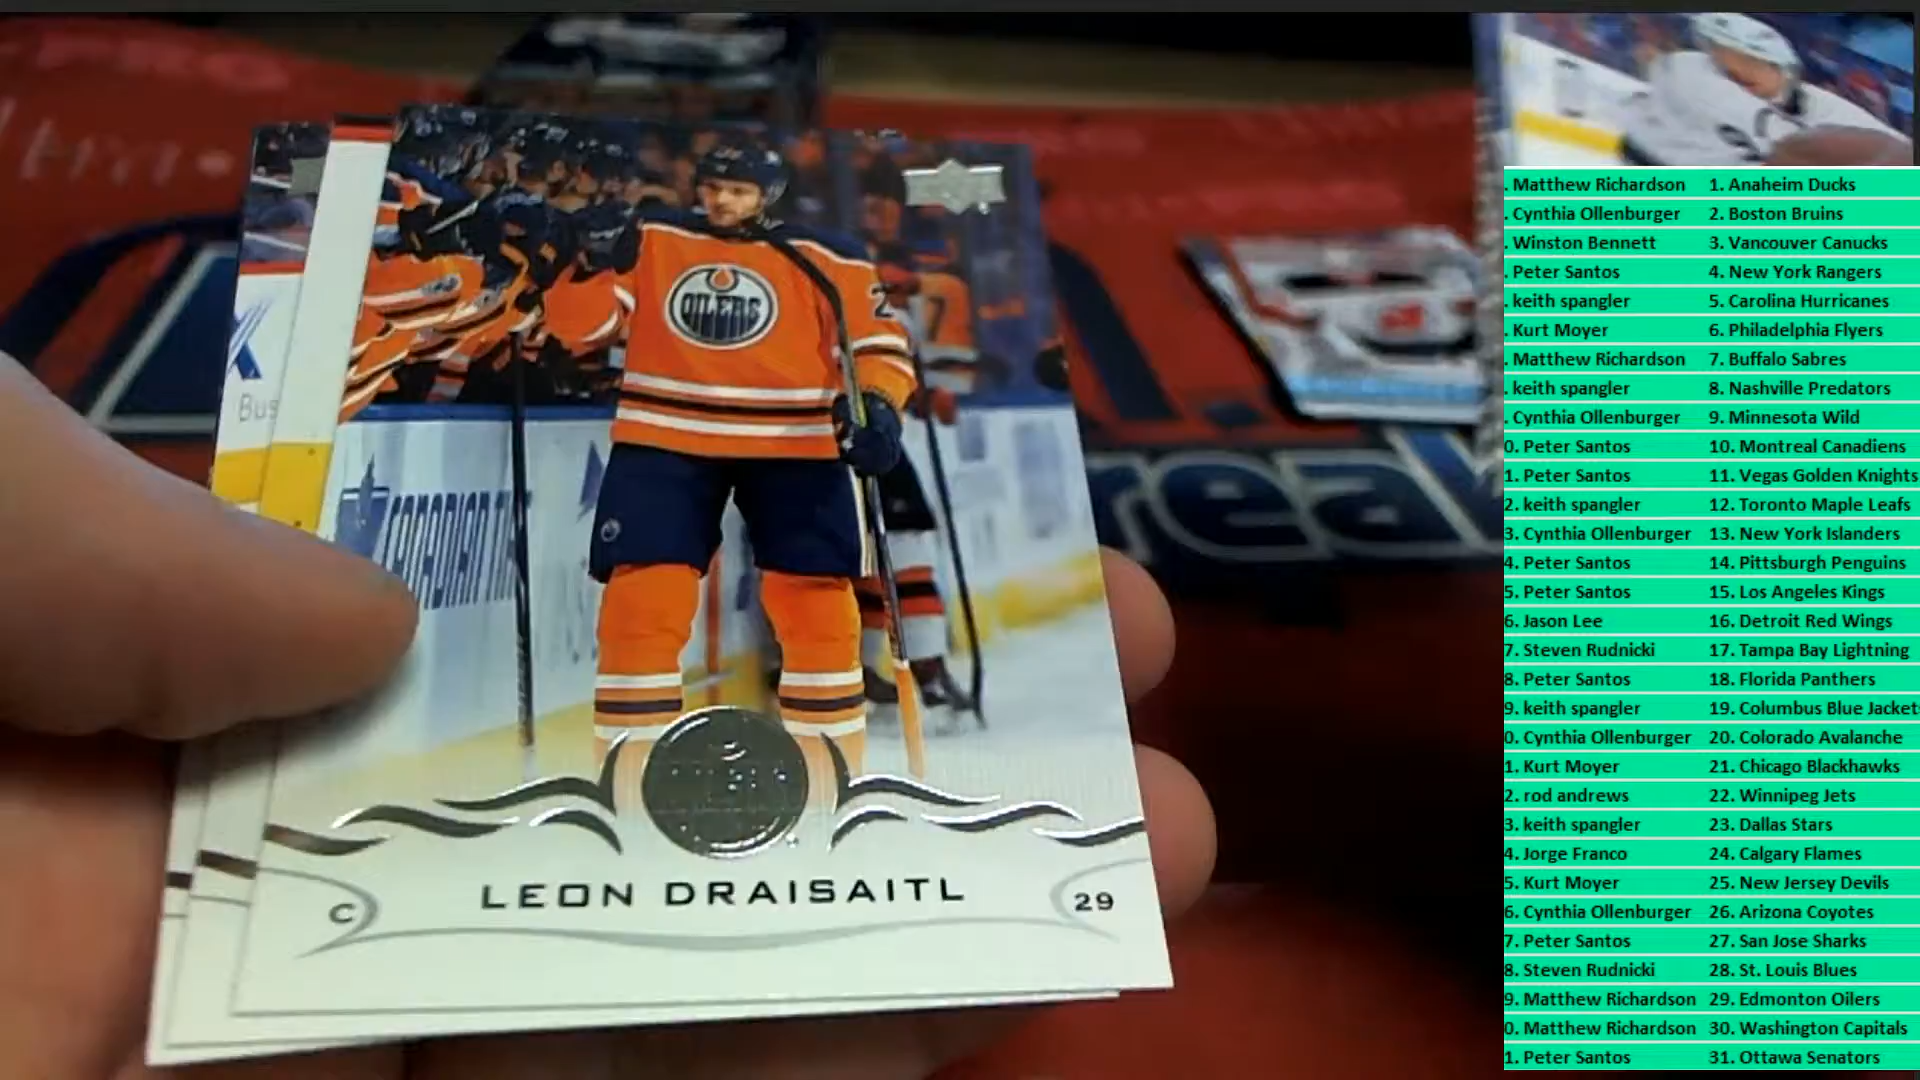 OILERS
2
7
Bus
CANADIAN
LEON DRAISAITL
C
29
reak
. Matthew Richardson 1. Anaheim Ducks
. Cynthia Ollenburger 2. Boston Bruins
. Winston Bennett 3. Vancouver Canucks
. Peter Santos 4. New York Rangers
. keith spangler 5. Carolina Hurricanes
. Kurt Moyer 6. Philadelphia Flyers
. Matthew Richardson 7. Buffalo Sabres
. keith spangler 8. Nashville Predators
. Cynthia Ollenburger 9. Minnesota Wild
0. Peter Santos 10. Montreal Canadiens
1. Peter Santos 11. Vegas Golden Knights
2. keith spangler 12. Toronto Maple Leafs
3. Cynthia Ollenburger 13. New York Islanders
4. Peter Santos 14. Pittsburgh Penguins
5. Peter Santos 15. Los Angeles Kings
6. Jason Lee 16. Detroit Red Wings
7. Steven Rudnicki 17. Tampa Bay Lightning
8. Peter Santos 18. Florida Panthers
9. keith spangler 19. Columbus Blue Jackets
0. Cynthia Ollenburger 20. Colorado Avalanche
1. Kurt Moyer 21. Chicago Blackhawks
2. rod andrews 22. Winnipeg Jets
3. keith spangler 23. Dallas Stars
4. Jorge Franco 24. Calgary Flames
5. Kurt Moyer 25. New Jersey Devils
6. Cynthia Ollenburger 26. Arizona Coyotes
7. Peter Santos 27. San Jose Sharks
8. Steven Rudnicki 28. St. Louis Blues
9. Matthew Richardson 29. Edmonton Oilers
0. Matthew Richardson 30. Washington Capitals
1. Peter Santos 31. Ottawa Senators